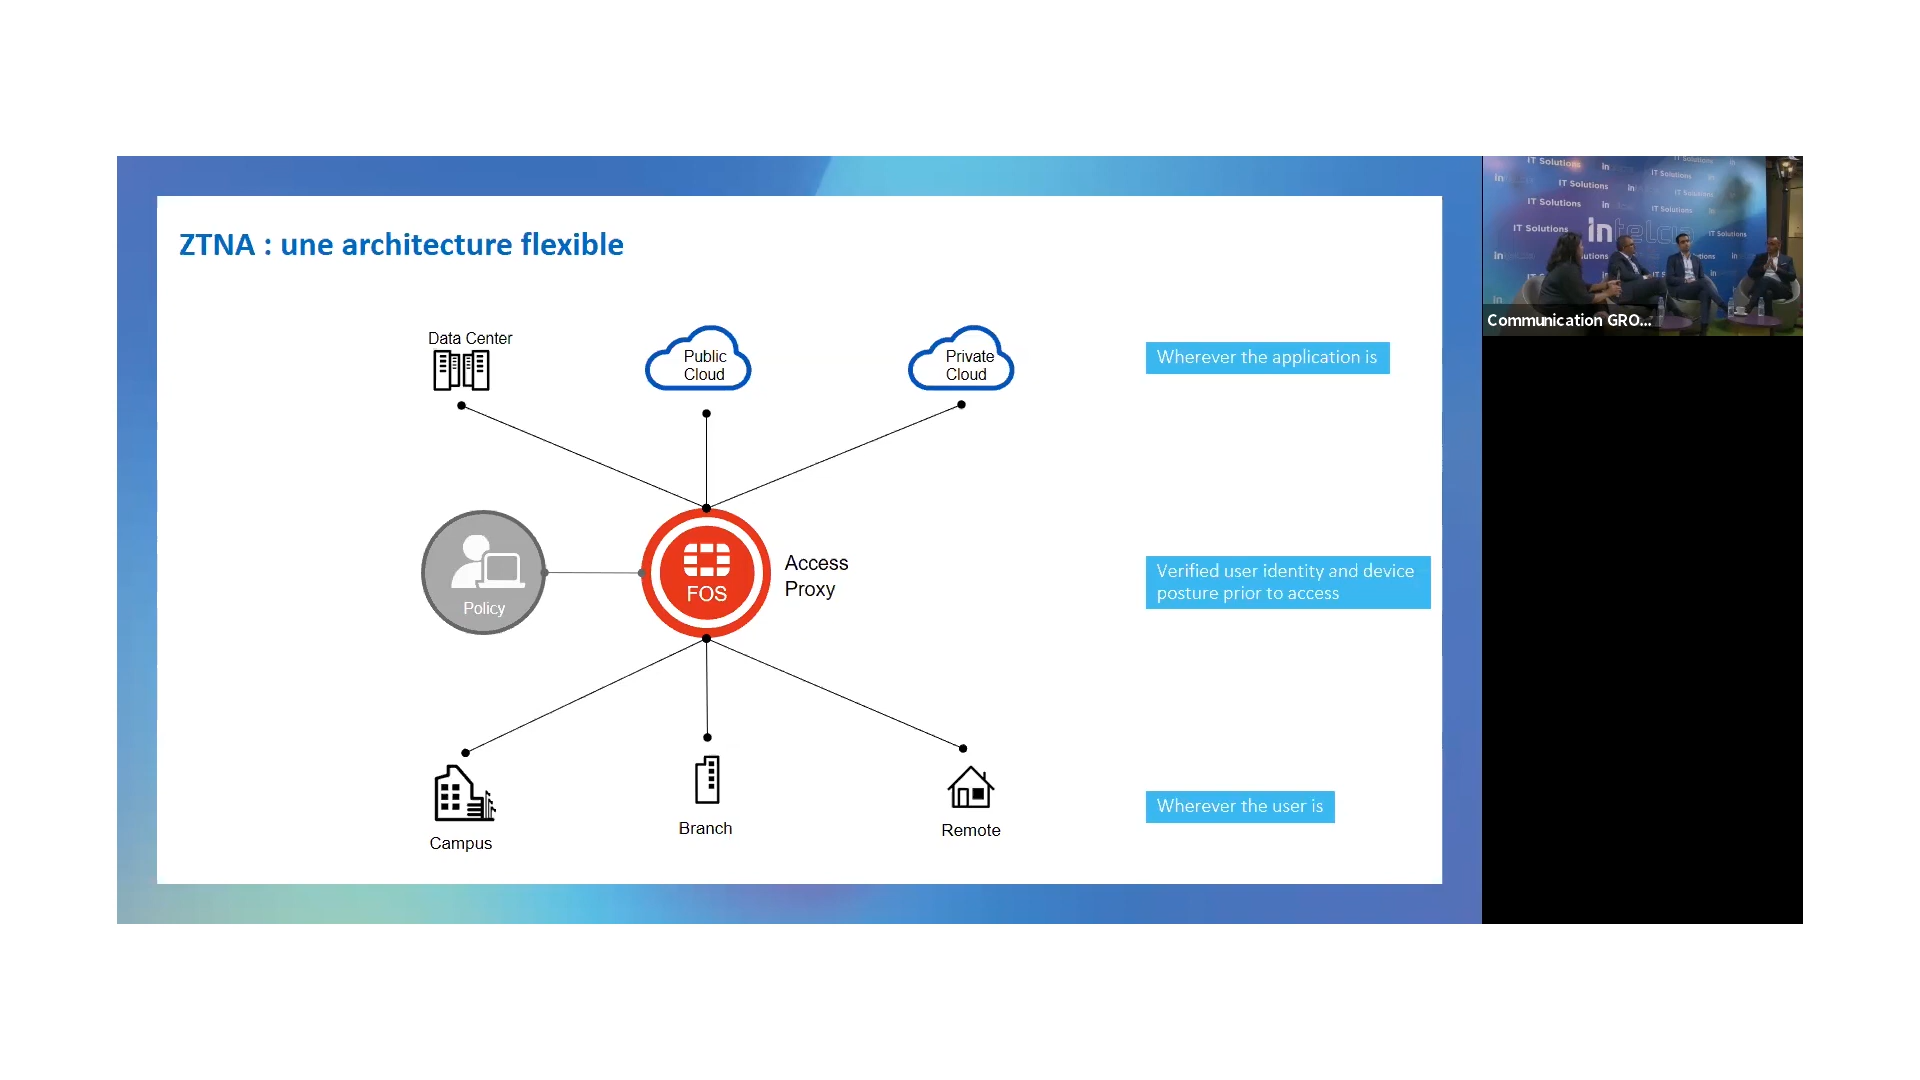 ZTNA : une architecture flexible
Data Center
Public
Cloud
Private
Cloud
Wherever the application is
Policy
FOS
Access
Proxy
Verified user identity and device
posture prior to access
Campus
Branch
Remote
Wherever the user is
IT Solutions
in
IT Solutions
in
IT Solutions
in
IT Solutions
in
IT Solutions
IT Solutions
in
IT Solutions
IT Solutions
intelcia
IT Solutions
in
Communication GRO...